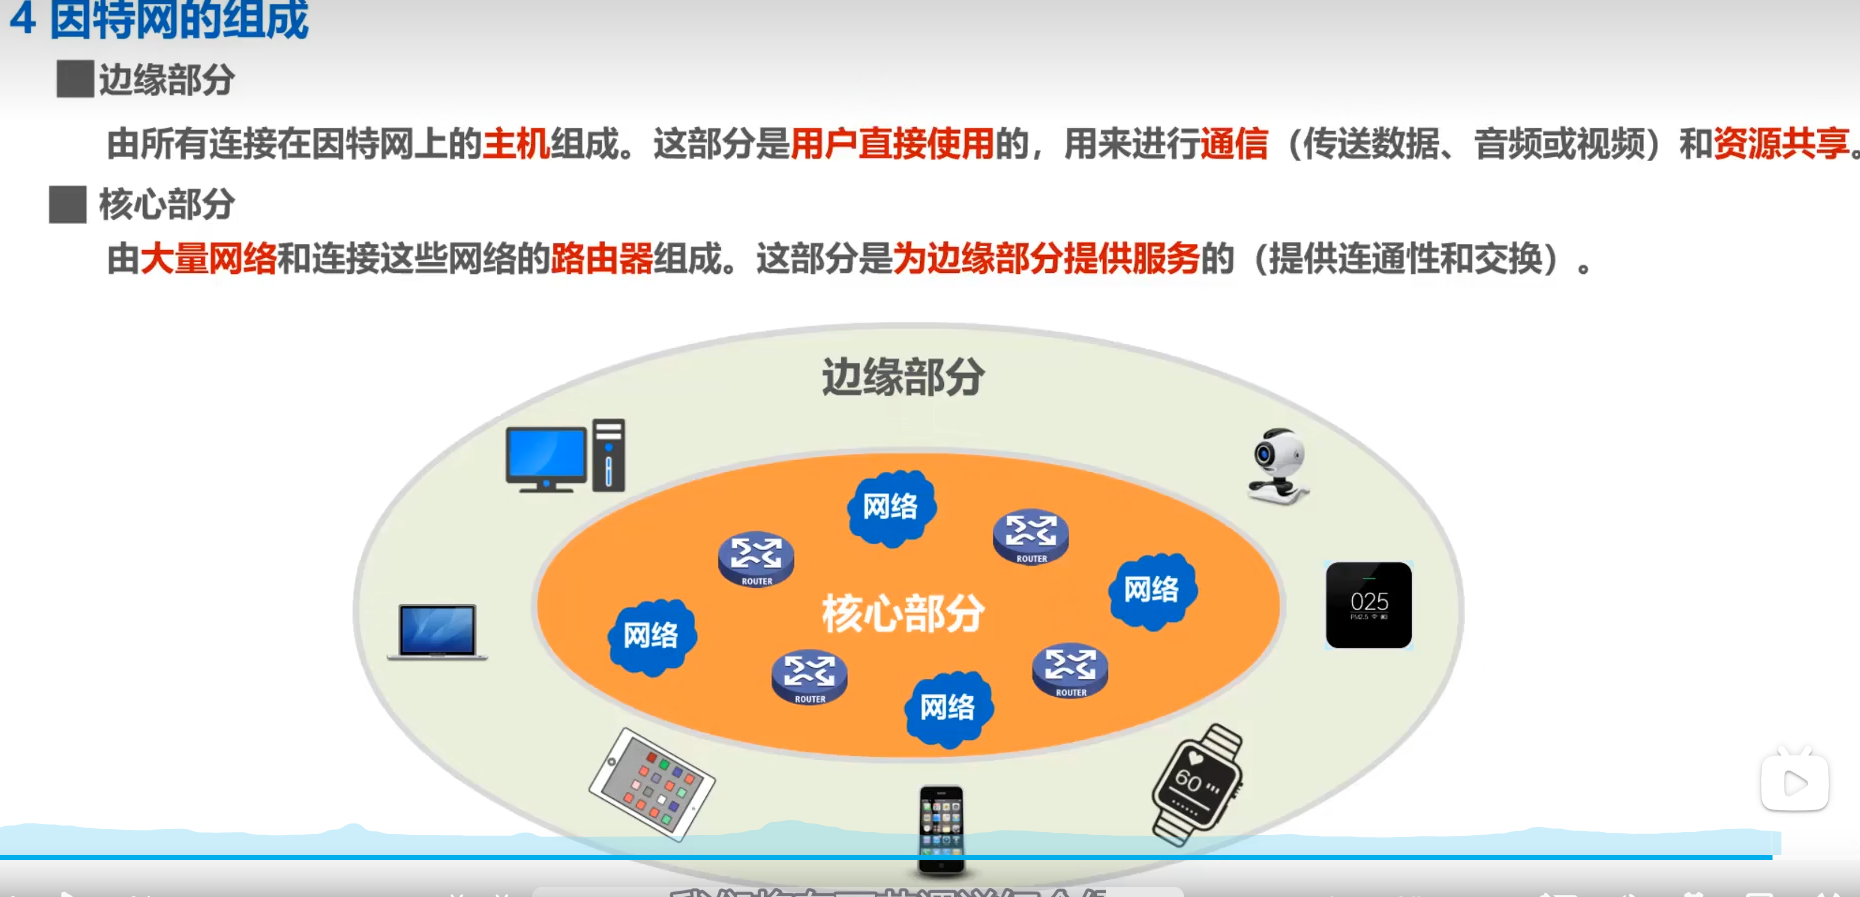 4 因特网的组成
边缘部分
由所有连接在因特网上的主机组成。这部分是用户直接使用的，用来进行通信（传送数据、音频或视频）和资源共享。
核心部分
由大量网络和连接这些网络的路由器组成。这部分是为边缘部分提供服务的（提供连通性和交换）。
边缘部分
网络
ROUTER
ROUTER
网络
025
PM2.5
核心部分
网络
ROUTER
ROUTER
网络
60